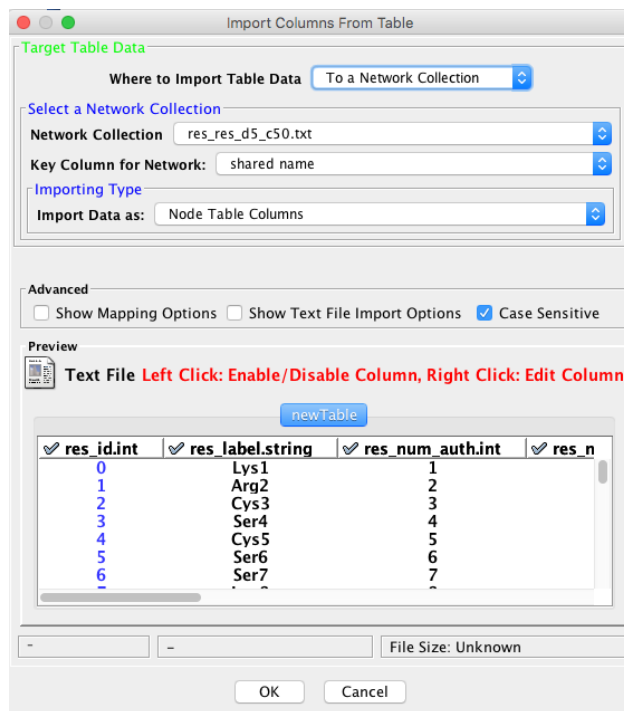 Import Columns From Table
Target Table Data
Where to Import Table Data To a Network Collection
Select a Network Collection
Network Collection res_res_d5_c50.txt
Key Column for Network: shared name
Importing Type
Import Data as: Node Table Columns
Advanced
Show Mapping Options Show Text File Import Options Case Sensitive
Preview
Text File Left Click: Enable/Disable Column, Right Click: Edit Column
newTable
res_id.int res_label.string res_num_auth.int res_n
0 Lys1 1
1 Arg2 2
2 Cys3 3
3 Ser4 4
4 Cys5 5
5 Ser6 6
6 Ser7 7
- – File Size: Unknown
OK Cancel